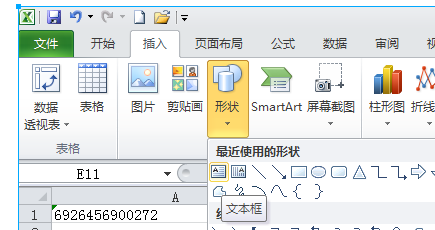 文件 开始 插入 页面布局 公式 数据 审阅
数据
透视表
表格
图片
剪贴画
形状
SmartArt
屏幕截图
柱形图
折线
表格
最近使用的形状
E11
文本框
A
1 6926456900272